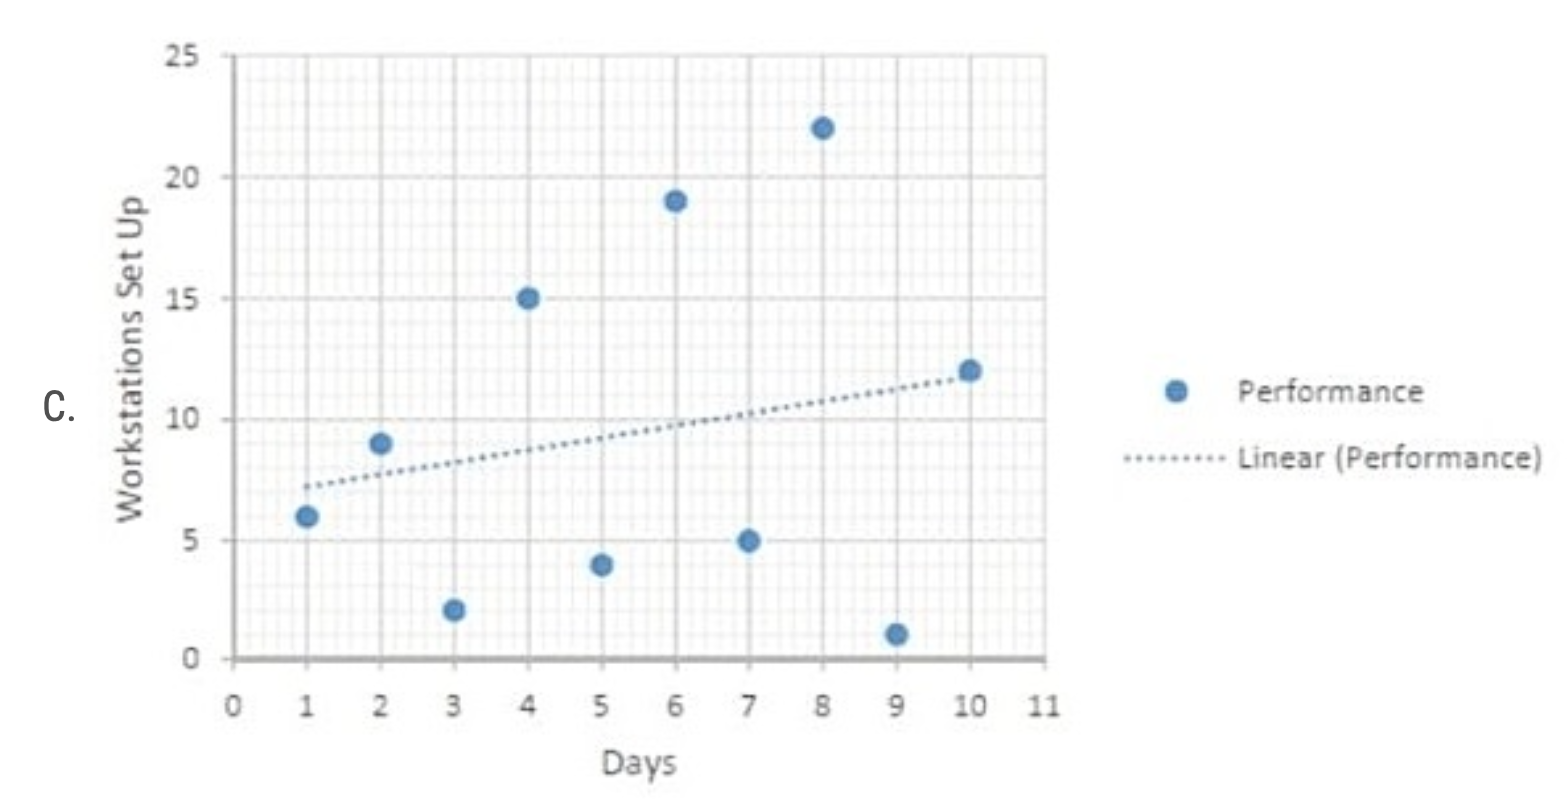 C.
Workstations Set Up
25
20
15
10
5
0
0 1 2 3 4 5 6 7 8 9 10 11
Days
Performance
Linear (Performance)